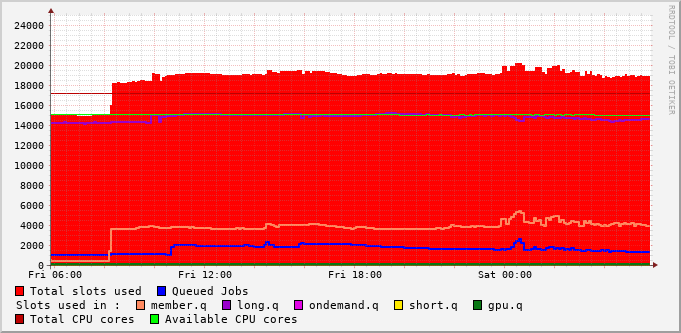 RRDTOOL / TOBI OETIKER
24000
22000
20000
18000
16000
14000
12000
10000
8000
6000
4000
2000
0
Fri 06:00 Fri 12:00 Fri 18:00 Sat 00:00
Total slots used Queued Jobs
Slots used in : member.q long.q ondemand.q short.q gpu.q
Total CPU cores Available CPU cores